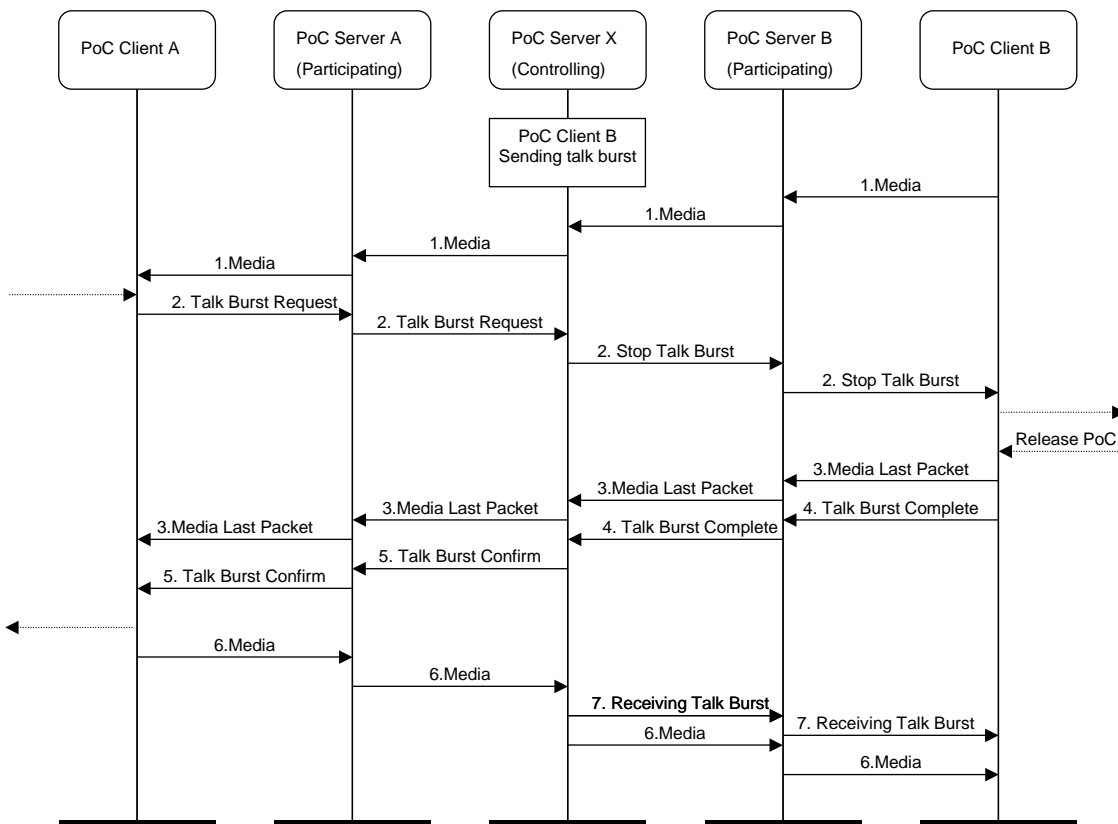 PoC Client A
PoC Server A
(Participating)
PoC Server X
(Controlling)
PoC Server B
(Participating)
PoC Client B
PoC Client B
Sending talk burst
1.Media
1.Media
1.Media
1.Media
2. Talk Burst Request
2. Talk Burst Request
2. Stop Talk Burst
2. Stop Talk Burst
Release PoC
3.Media Last Packet
3.Media Last Packet
4. Talk Burst Complete
3.Media Last Packet
3.Media Last Packet
4. Talk Burst Complete
5. Talk Burst Confirm
5. Talk Burst Confirm
6.Media
6.Media
7. Receiving Talk Burst
7. Receiving Talk Burst
6.Media
6.Media